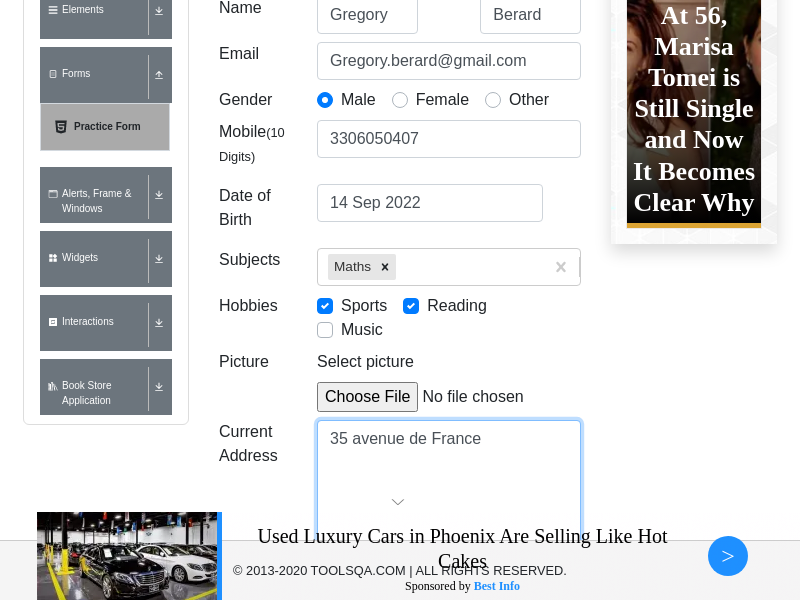 Elements
Forms
Practice Form
Alerts, Frame &
Windows
Widgets
Interactions
Book Store
Application
Name
Gregory
Berard
Email
Gregory.berard@gmail.com
Gender
Male
Female
Other
Mobile(10
Digits)
3306050407
Date of
Birth
14 Sep 2022
Subjects
Maths
Hobbies
Sports
Reading
Music
Picture
Select picture
Choose File No file chosen
Current
Address
35 avenue de France
At 56,
Marisa
Tomei is
Still Single
and Now
It Becomes
Clear Why
Used Luxury Cars in Phoenix Are Selling Like Hot
Cakes
© 2013-2020 TOOLSQA.COM | ALL RIGHTS RESERVED.
Sponsored by Best Info